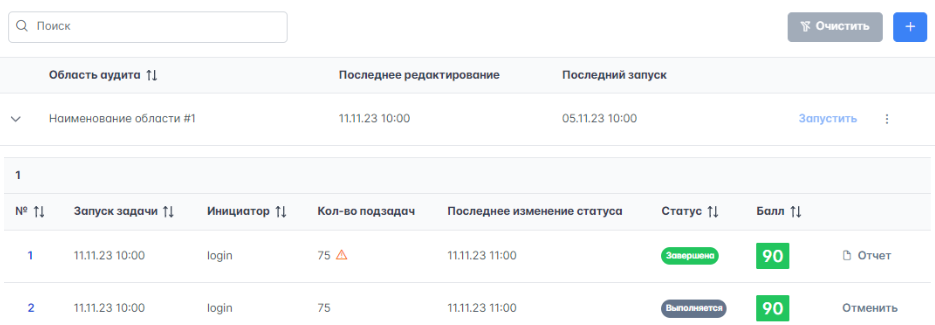 Поиск
Очистить +
Область аудита Последнее редактирование Последний запуск
Наименование области #1 11.11.23 10:00 05.11.23 10:00 Запустить
1
№ Запуск задачи Инициатор Кол-во подзадач Последнее изменение статуса Статус Балл
1 11.11.23 10:00 login 75 11.11.23 11:00 Завершено 90 Отчет
2 11.11.23 10:00 login 75 11.11.23 11:00 Выполняется 90 Отменить